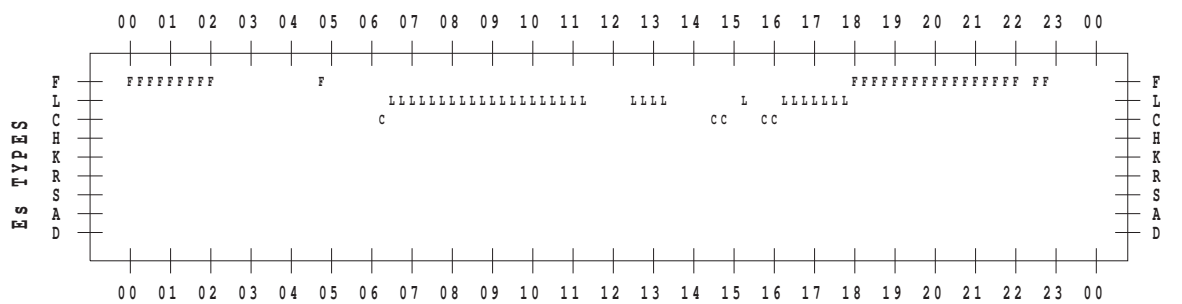 00 01 02 03 04 05 06 07 08 09 10 11 12 13 14 15 16 17 18 19 20 21 22 23 00
Es TYPES
F FFFFFFFFF F FFFFFFFFFFFFFFFFF FF F
L LLLLLLLLLLLLLLLLLLLL LLLL L LLLLLLL L
C C CC CC C
H H
K K
R R
S S
A A
D D
00 01 02 03 04 05 06 07 08 09 10 11 12 13 14 15 16 17 18 19 20 21 22 23 00